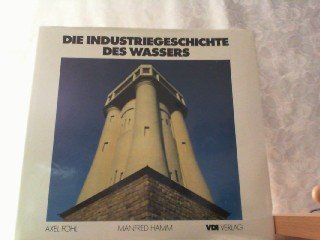 DIE INDUSTRIEGESCHICHTE
DES WASSERS
AXEL FÖHL MANFRED HAMM VDI VERLAG